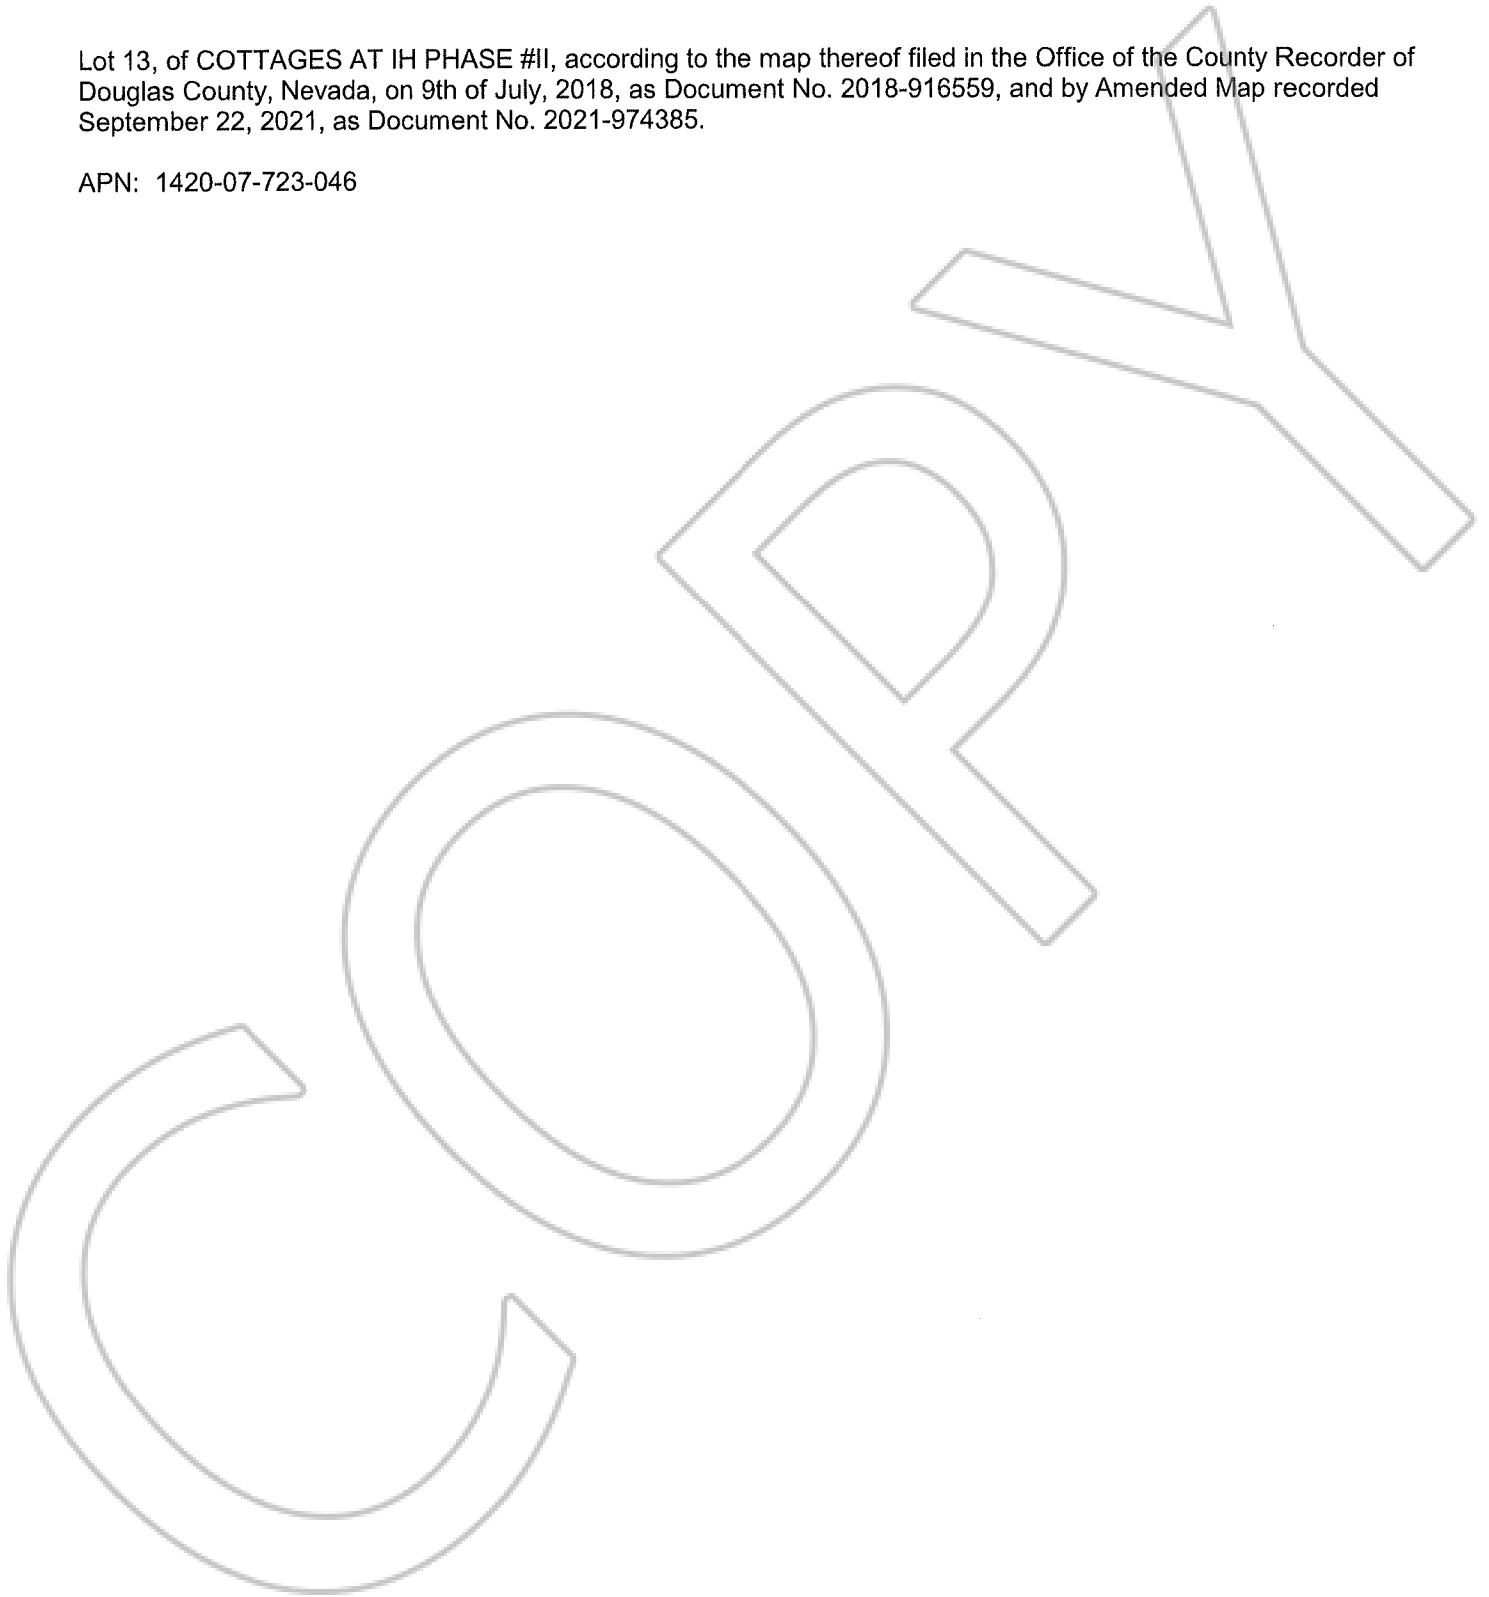 Lot 13, of COTTAGES AT IH PHASE #II, according to the map thereof filed in the Office of the County Recorder of
Douglas County, Nevada, on 9th of July, 2018, as Document No. 2018-916559, and by Amended Map recorded
September 22, 2021, as Document No. 2021-974385.
APN: 1420-07-723-046
COPY